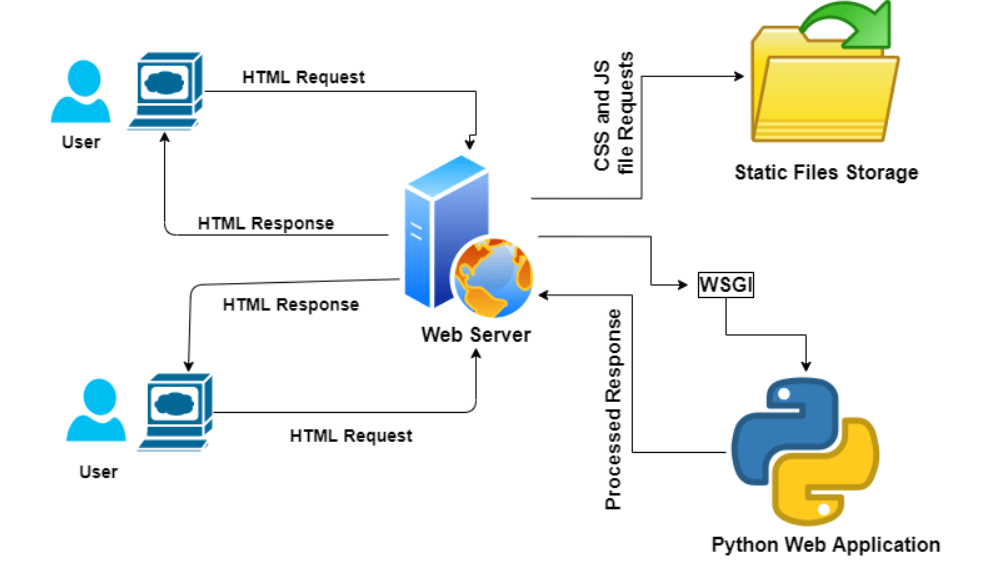 HTML Request
User
HTML Response
CSS and JS
file Requests
Static Files Storage
WSGI
HTML Response
Web Server
Processed Response
User
HTML Request
Python Web Application